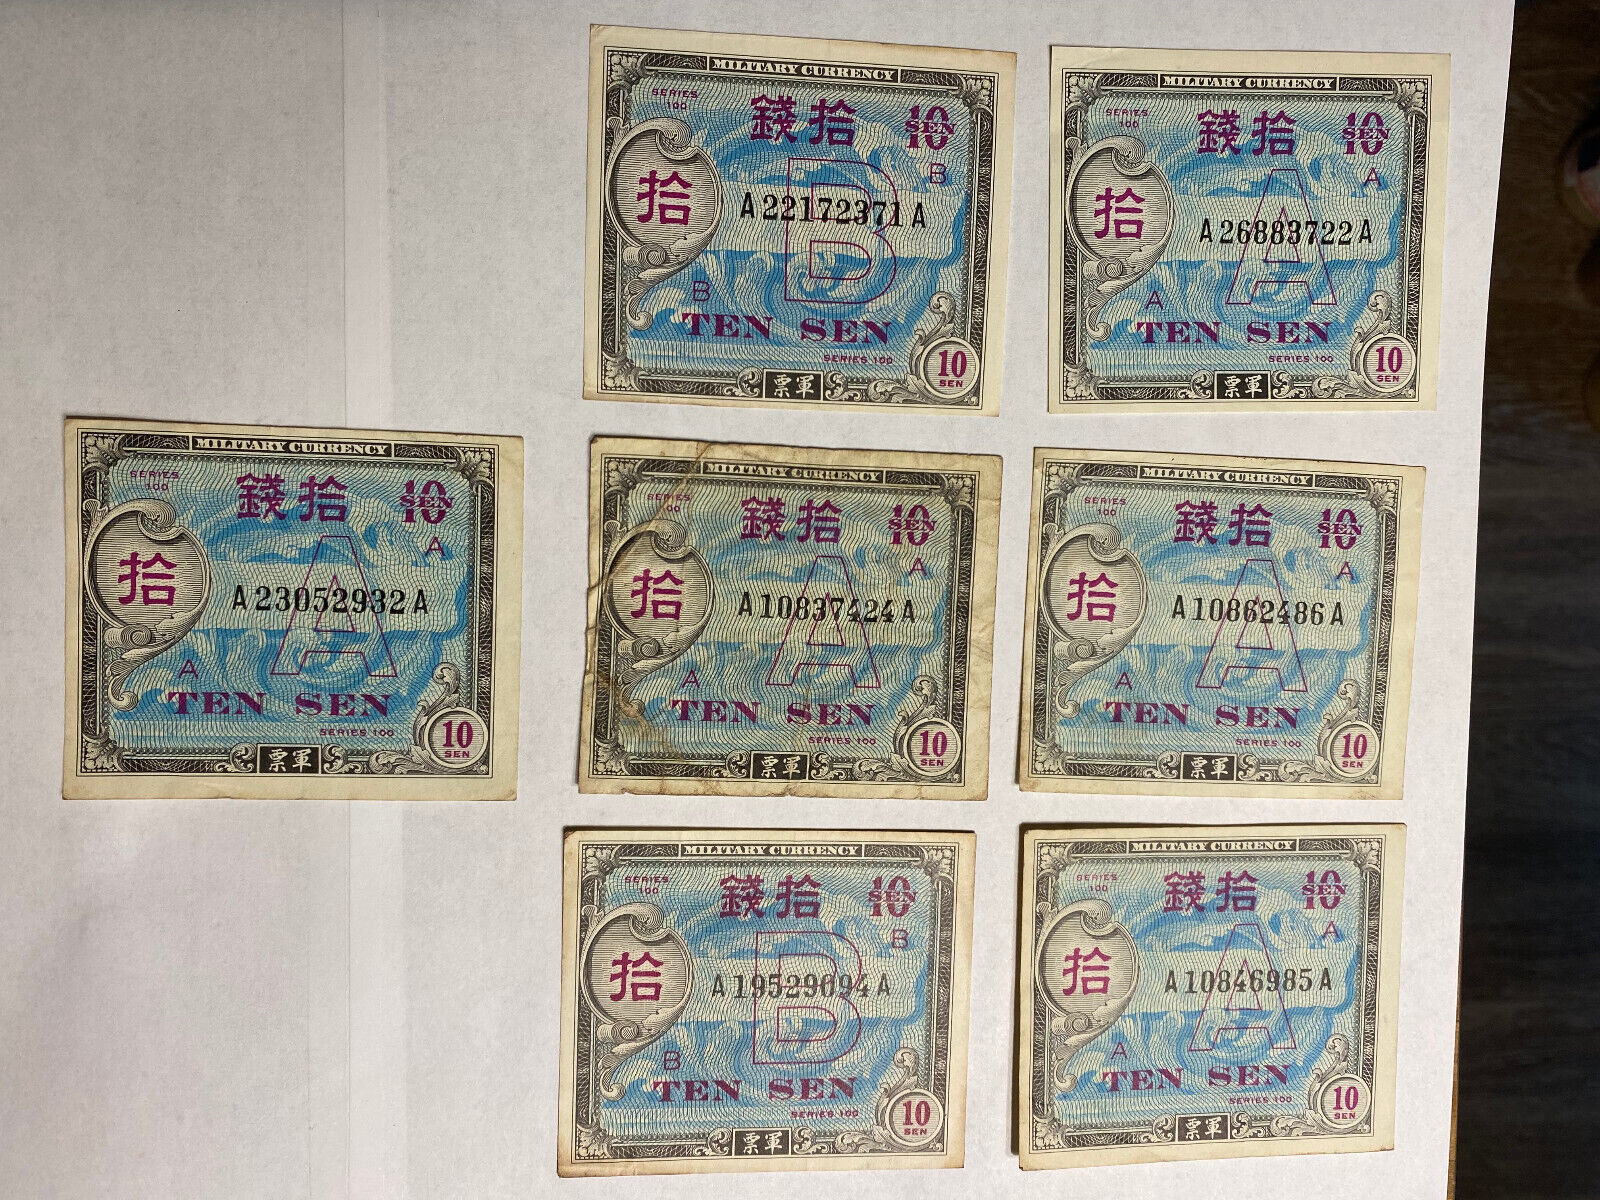 MILITARY CURRENCY
SERIES 100
錢拾
10 SEN
B
拾
A22172371A
B
B
TEN SEN
SERIES 100
票軍
10 SEN
MILITARY CURRENCY
SERIES 100
錢拾
10 SEN
A
拾
A26883722A
A
A
TEN SEN
SERIES 100
票軍
10 SEN
MILITARY CURRENCY
SERIES 100
錢拾
10 SEN
A
拾
A23052932A
A
A
TEN SEN
SERIES 100
票軍
10 SEN
MILITARY CURRENCY
SERIES 00
錢拾
10 SEN
A
拾
A10837424A
A
A
TEN SEN
SERIES 100
票軍
10 SEN
MILITARY CURRENCY
SERIES 100
錢拾
10 SEN
A
拾
A10862486A
A
A
TEN SEN
SERIES 100
票軍
10 SEN
MILITARY CURRENCY
SERIES 100
錢拾
10 SEN
B
拾
A19529094A
B
B
TEN SEN
SERIES 100
票軍
10 SEN
MILITARY CURRENCY
SERIES 100
錢拾
10 SEN
A
拾
A10846985A
A
A
TEN SEN
SERIES 100
票軍
10 SEN